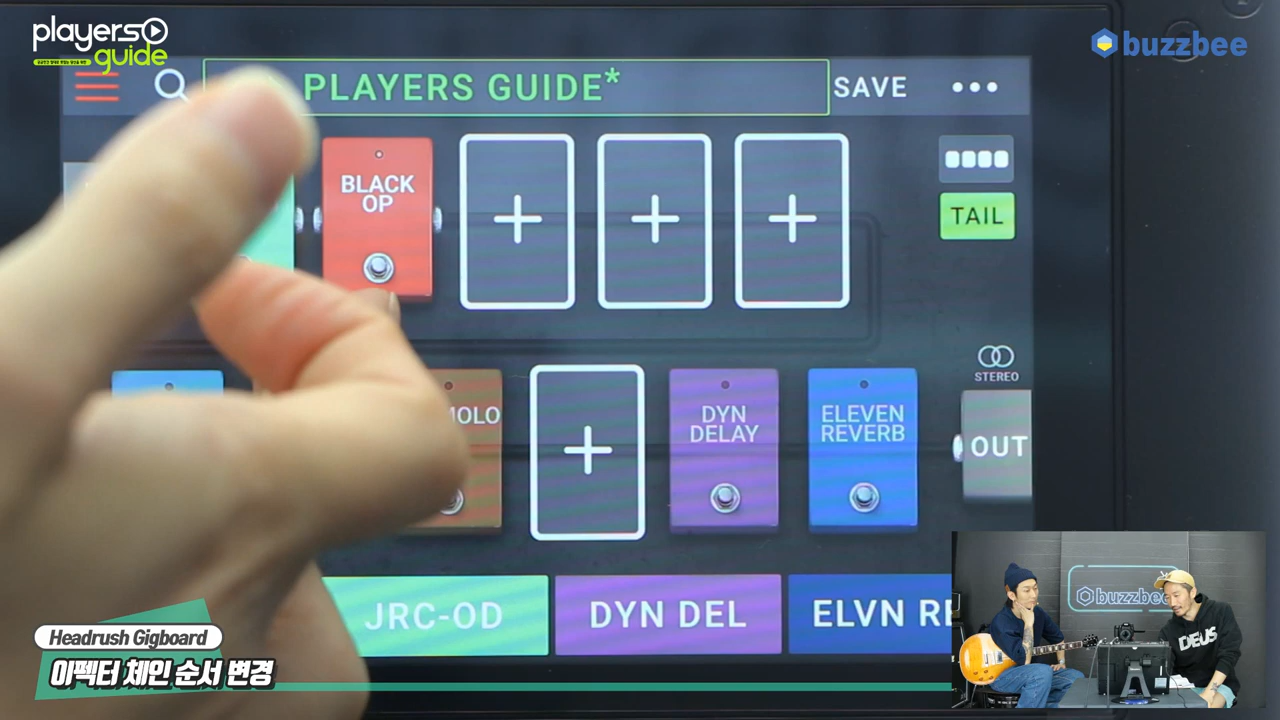 players
guide
buzzbee
PLAYERS GUIDE*
SAVE
BLACK
OP
TAIL
STEREO
DYN
DELAY
ELEVEN
REVERB
OUT
JRC-OD
DYN DEL
ELVN RE
buzzbee
DEUS
Headrush Gigboard
이펙터 체인 순서 변경